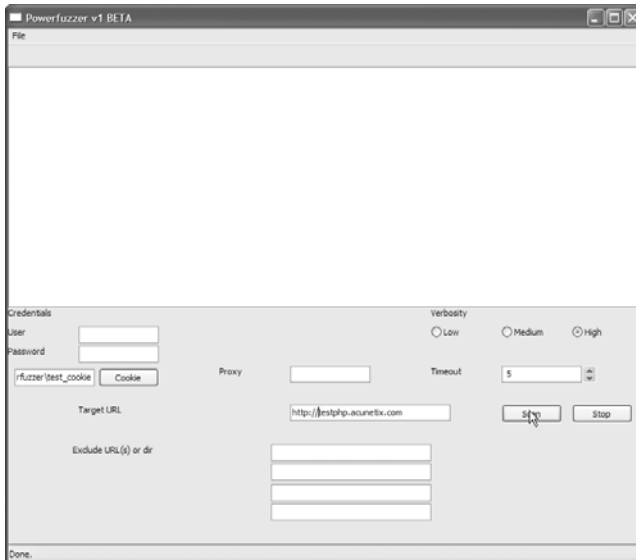 Powerfuzzer v1 BETA
File
Credentials
Verbosity
User
Low
Medium
High
Password
rfuzzer\test_cookie
Cookie
Proxy
Timeout
5
Target URL
http://testphp.acunetix.com
Scan
Stop
Exclude URL(s) or dir
Done.